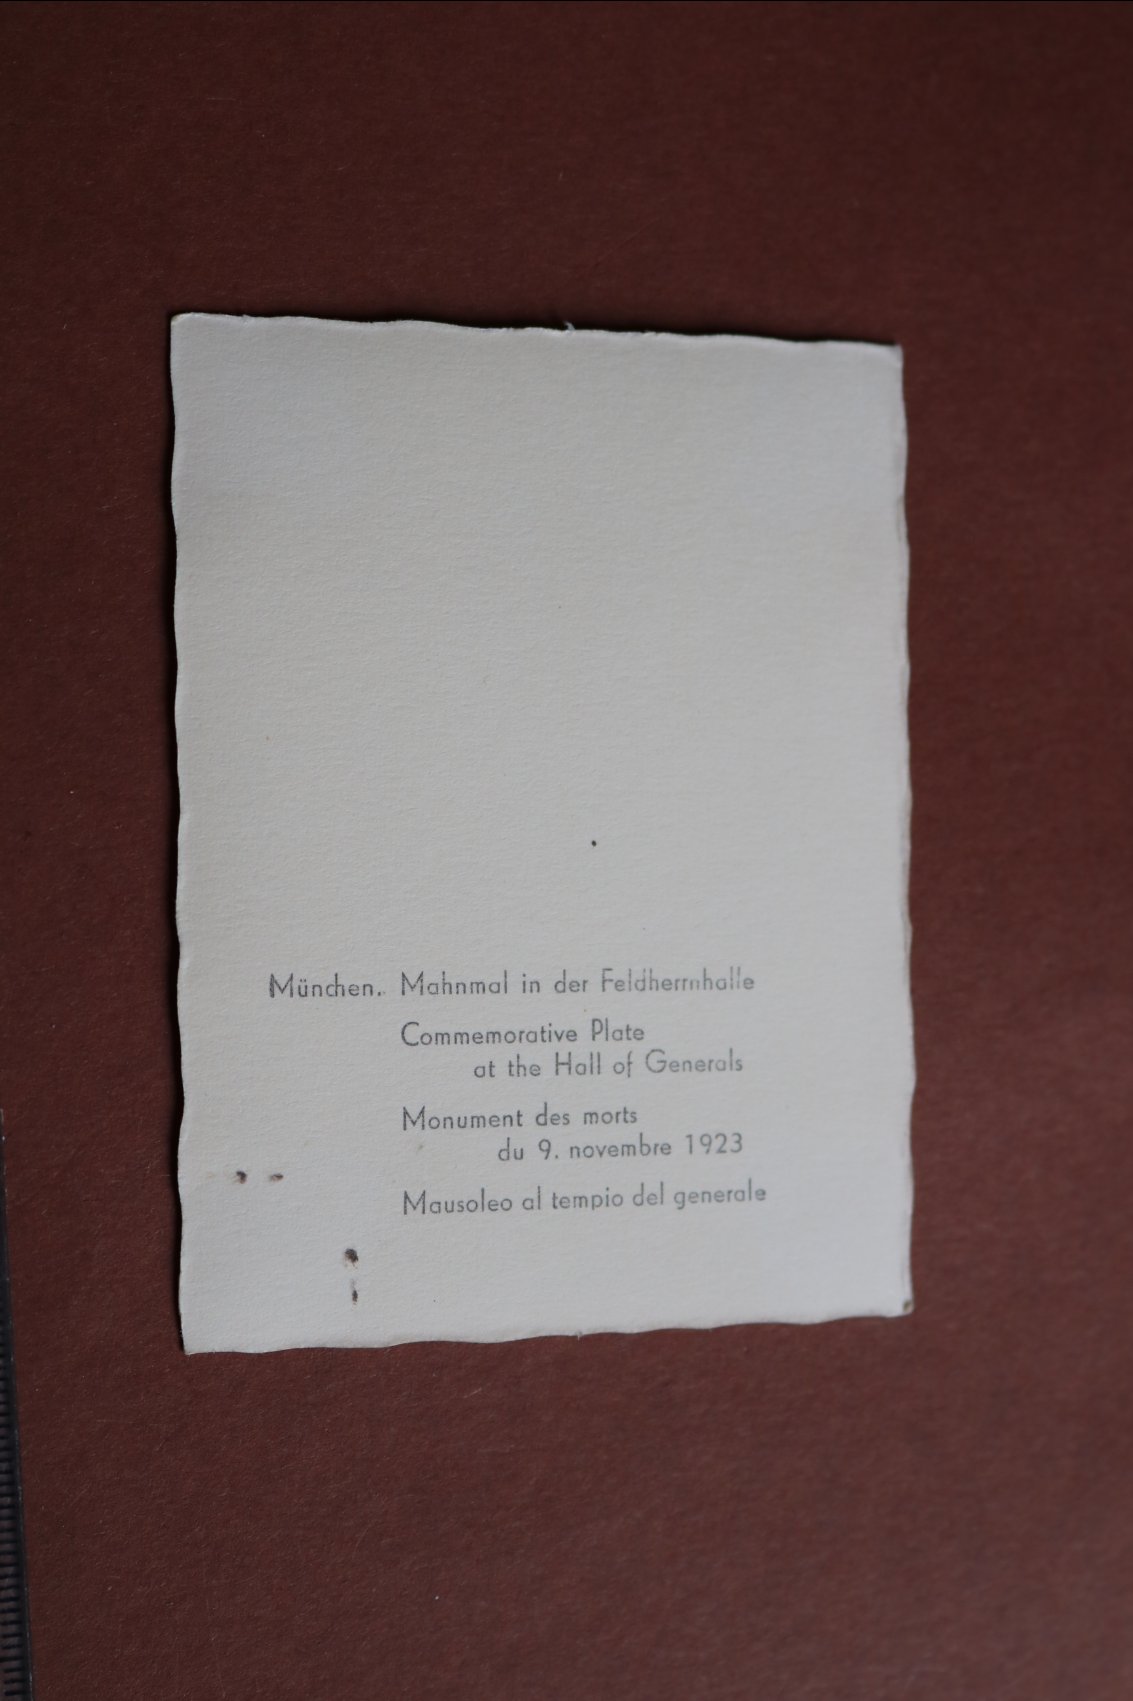 München. Mahnmal in der Feldherrnhalle
Commemorative Plate
at the Hall of Generals
Monument des morts
du 9. novembre 1923
Mausoleo al tempio del generale